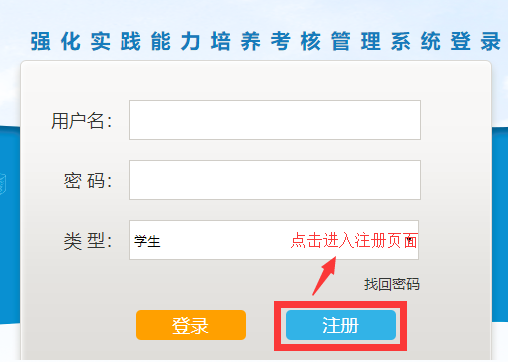 强化实践能力培养考核管理系统登录
用户名：
密 码：
类 型： 学生 点击进入注册页面
找回密码
登录 注册